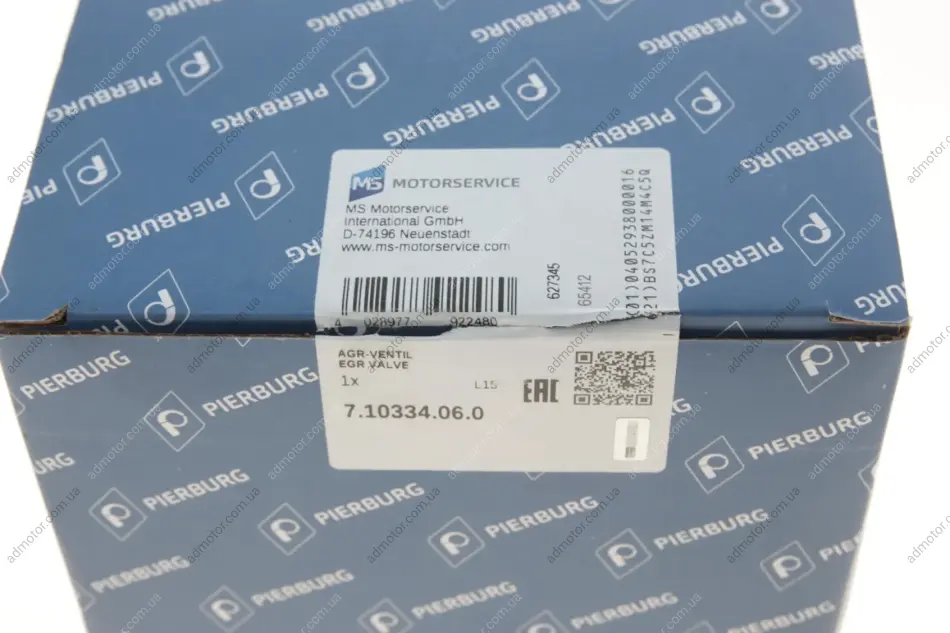 PIERBURG
MS MOTORSERVICE
MS Motorservice
International GmbH
D-74196 Neuenstadt
www.ms-motorservice.com
4 028977 922480
627345
65412
(01)04052938000016
(21)BS7C5ZM14M4C5Q
AGR-VENTIL
EGR VALVE
1x
L15
EAC
7.10334.06.0
PIERBURG
admotor.com.ua